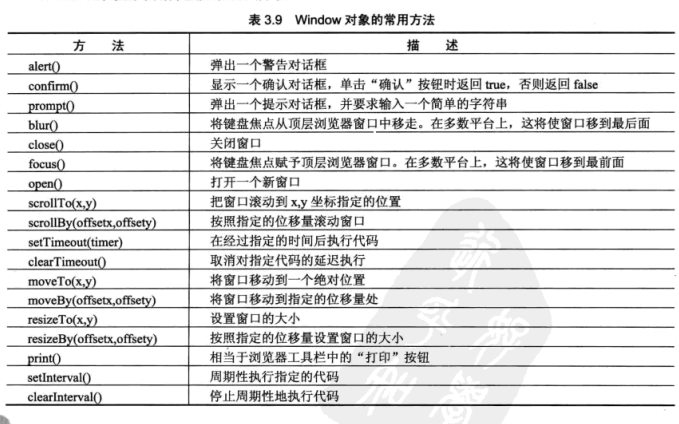 表 3.9 Window 对象的常用方法
方 法 描 述
alert() 弹出一个警告对话框
confirm() 显示一个确认对话框，单击“确认”按钮时返回 true，否则返回 false
prompt() 弹出一个提示对话框，并要求输入一个简单的字符串
blur() 将键盘焦点从顶层浏览器窗口中移走。在多数平台上，这将使窗口移到最后面
close() 关闭窗口
focus() 将键盘焦点赋予顶层浏览器窗口。在多数平台上，这将使窗口移到最前面
open() 打开一个新窗口
scrollTo(x,y) 把窗口滚动到 x,y 坐标指定的位置
scrollBy(offsetx,offsety) 按照指定的位移量滚动窗口
setTimeout(timer) 在经过指定的时间后执行代码
clearTimeout() 取消对指定代码的延迟执行
moveTo(x,y) 将窗口移动到一个绝对位置
moveBy(offsetx,offsety) 将窗口移动到指定的位移量处
resizeTo(x,y) 设置窗口的大小
resizeBy(offsetx,offsety) 按照指定的位移量设置窗口的大小
print() 相当于浏览器工具栏中的“打印”按钮
setInterval() 周期性执行指定的代码
clearInterval() 停止周期性地执行代码